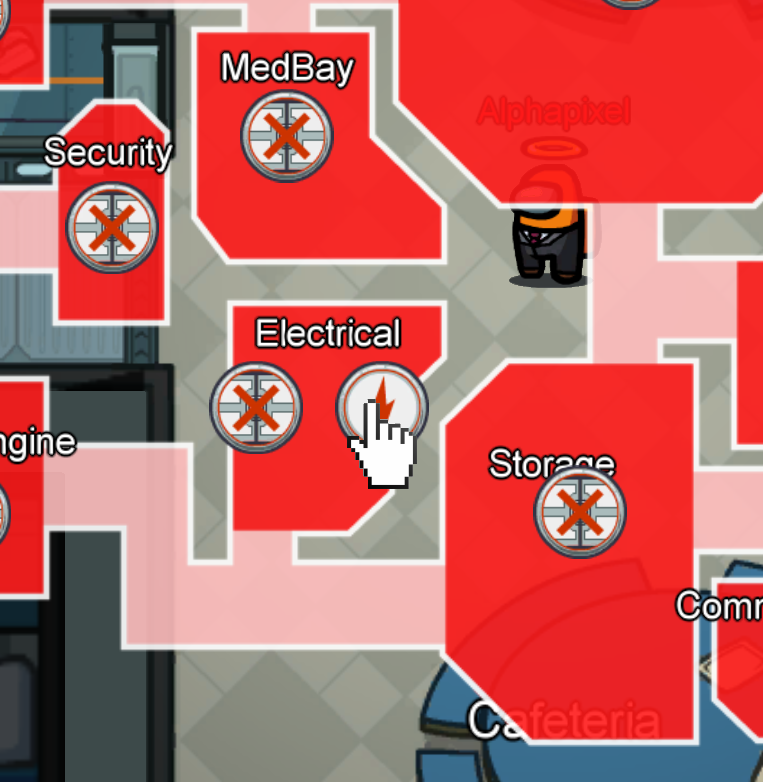 MedBay
Alphapixel
Security
Electrical
ngine
Storage
Comm
Cafeteria